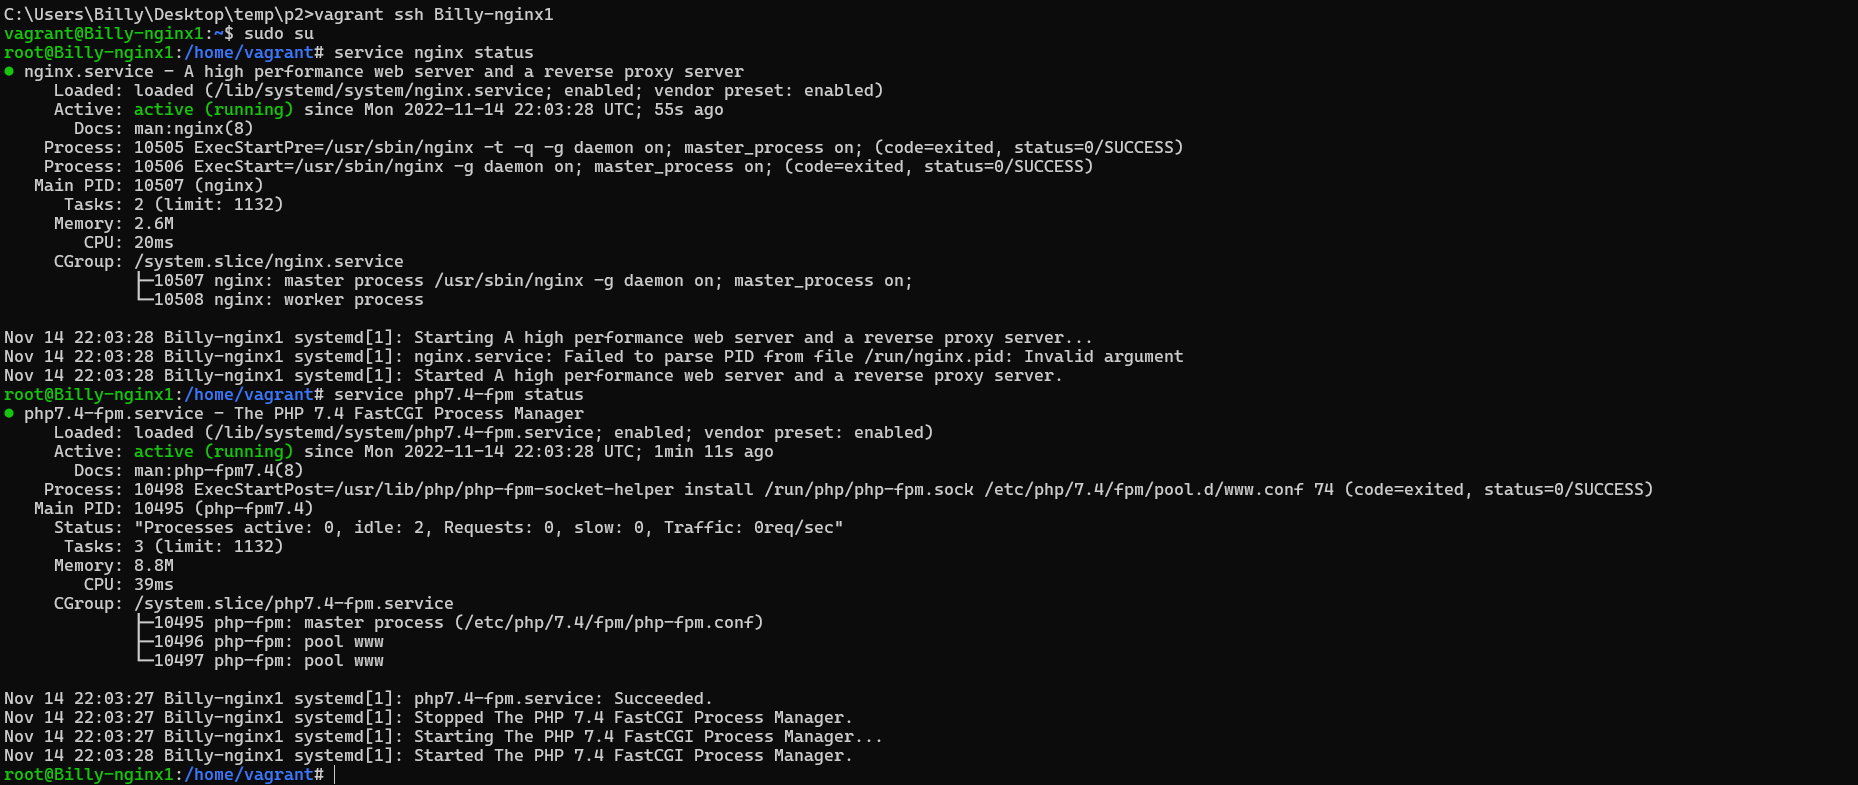 C:\Users\Billy\Desktop\temp\p2>vagrant ssh Billy-nginx1
vagrant@Billy-nginx1:~$ sudo su
root@Billy-nginx1:/home/vagrant# service nginx status
● nginx.service - A high performance web server and a reverse proxy server
     Loaded: loaded (/lib/systemd/system/nginx.service; enabled; vendor preset: enabled)
     Active: active (running) since Mon 2022-11-14 22:03:28 UTC; 55s ago
       Docs: man:nginx(8)
    Process: 10505 ExecStartPre=/usr/sbin/nginx -t -q -g daemon on; master_process on; (code=exited, status=0/SUCCESS)
    Process: 10506 ExecStart=/usr/sbin/nginx -g daemon on; master_process on; (code=exited, status=0/SUCCESS)
   Main PID: 10507 (nginx)
      Tasks: 2 (limit: 1132)
     Memory: 2.6M
        CPU: 20ms
     CGroup: /system.slice/nginx.service
             ├─10507 nginx: master process /usr/sbin/nginx -g daemon on; master_process on;
             └─10508 nginx: worker process

Nov 14 22:03:28 Billy-nginx1 systemd[1]: Starting A high performance web server and a reverse proxy server...
Nov 14 22:03:28 Billy-nginx1 systemd[1]: nginx.service: Failed to parse PID from file /run/nginx.pid: Invalid argument
Nov 14 22:03:28 Billy-nginx1 systemd[1]: Started A high performance web server and a reverse proxy server.
root@Billy-nginx1:/home/vagrant# service php7.4-fpm status
● php7.4-fpm.service - The PHP 7.4 FastCGI Process Manager
     Loaded: loaded (/lib/systemd/system/php7.4-fpm.service; enabled; vendor preset: enabled)
     Active: active (running) since Mon 2022-11-14 22:03:28 UTC; 1min 11s ago
       Docs: man:php-fpm7.4(8)
    Process: 10498 ExecStartPost=/usr/lib/php/php-fpm-socket-helper install /run/php/php-fpm.sock /etc/php/7.4/fpm/pool.d/www.conf 74 (code=exited, status=0/SUCCESS)
   Main PID: 10495 (php-fpm7.4)
     Status: "Processes active: 0, idle: 2, Requests: 0, slow: 0, Traffic: 0req/sec"
      Tasks: 3 (limit: 1132)
     Memory: 8.8M
        CPU: 39ms
     CGroup: /system.slice/php7.4-fpm.service
             ├─10495 php-fpm: master process (/etc/php/7.4/fpm/php-fpm.conf)
             ├─10496 php-fpm: pool www
             └─10497 php-fpm: pool www

Nov 14 22:03:27 Billy-nginx1 systemd[1]: php7.4-fpm.service: Succeeded.
Nov 14 22:03:27 Billy-nginx1 systemd[1]: Stopped The PHP 7.4 FastCGI Process Manager.
Nov 14 22:03:27 Billy-nginx1 systemd[1]: Starting The PHP 7.4 FastCGI Process Manager...
Nov 14 22:03:28 Billy-nginx1 systemd[1]: Started The PHP 7.4 FastCGI Process Manager.
root@Billy-nginx1:/home/vagrant#